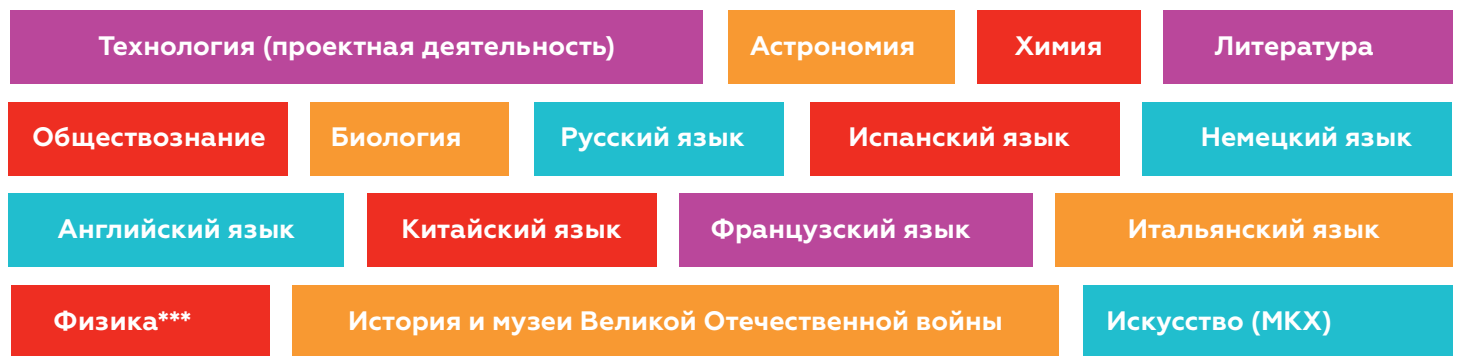 Технология (проектная деятельность) Астрономия Химия Литература
Обществознание Биология Русский язык Испанский язык Немецкий язык
Английский язык Китайский язык Французский язык Итальянский язык
Физика*** История и музеи Великой Отечественной войны Искусство (МКХ)